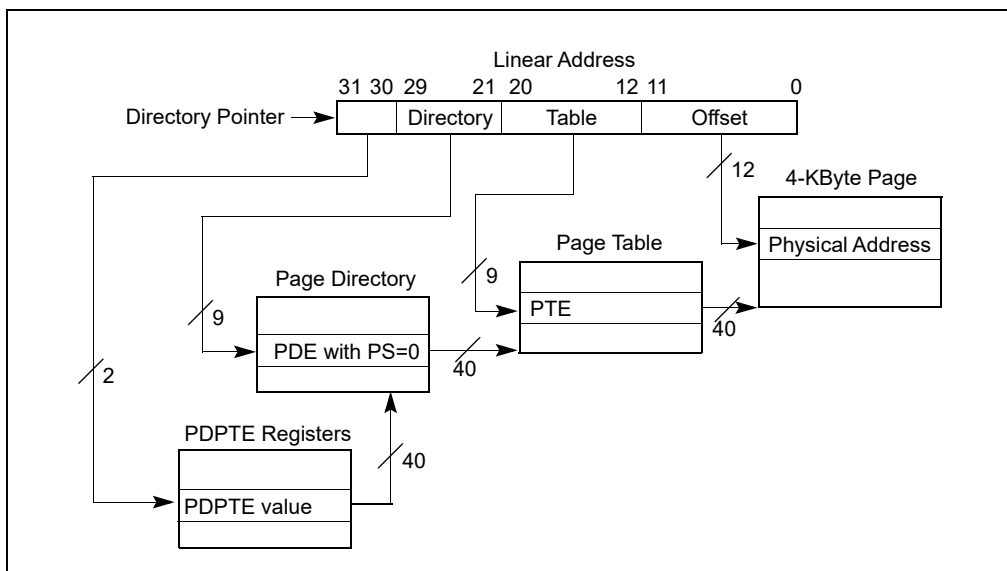 Linear Address
31 30 29 21 20 12 11 0
Directory Pointer Directory Table Offset
12 4-KByte Page
Physical Address
Page Table
9
Page Directory
PTE
9
40
PDE with PS=0
40
2
PDPTE Registers
40
PDPTE value